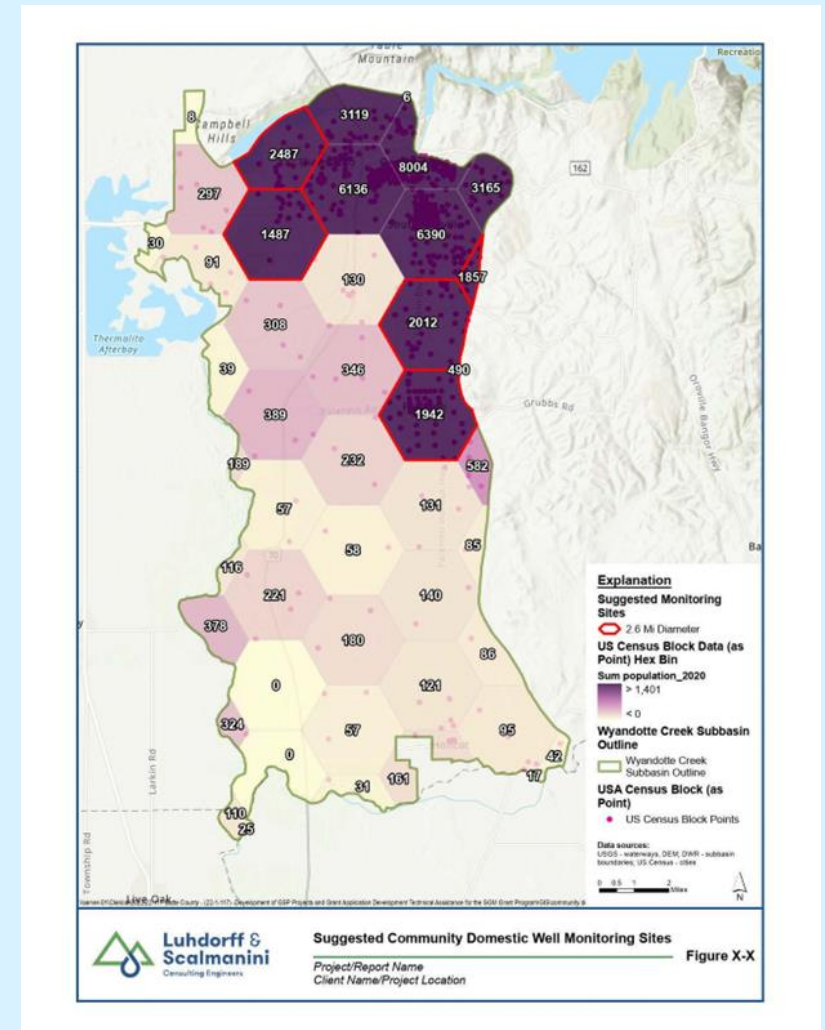 Table
Mountain
Recreatio
6
3119
8
Campbell
Hills
2487
8004
162
6136
3165
297
6390
1487
30
91
1857
130
308
2012
Thermalito
Afterbay
39
346
490
389
1942
Grubbs Rd
Oroville Bangor Hwy
189
232
582
57
131
58
85
Ba
116
70
221
140
378
180
86
0
121
324
57
95
0
42
17
161
31
110
25
Larkin Rd
Township Rd
Live Oak
y
Explanation
Suggested Monitoring
Sites
2.6 Mi Diameter
US Census Block Data (as
Point) Hex Bin
Sum population_2020
> 1,401
< 0
Wyandotte Creek Subbasin
Outline
Wyandotte Creek
Subbasin Outline
USA Census Block (as
Point)
US Census Block Points
Data sources:
USGS - waterways, DEM; DWR - subbasin
boundaries; US Census - cities
0 0.5 1 2
Miles
N
Luhdorff &
Scalmanini
Consulting Engineers
Suggested Community Domestic Well Monitoring Sites
Project/Report Name
Client Name/Project Location
Figure X-X